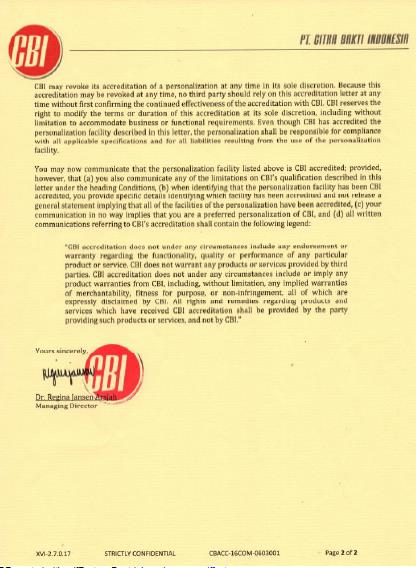 CBI
PT. CITRA BAKTI INDONESIA
CBI may revoke its accreditation of a personalization at any time in its sole discretion. Because this
accreditation may be revoked at any time, no third party should rely on this accreditation letter at any
time without first confirming the continued effectiveness of the accreditation with CBI. CBI reserves the
right to modify the terms or duration of this accreditation at its sole discretion, including without
limitation to accommodate business or functional requirements. Even though CBI has accredited the
personalization facility described in this letter, the personalization shall be responsible for compliance
with all applicable specifications and for all liabilities resulting from the use of the personalization
facility.
You may now communicate that the personalization facility listed above is CBI accredited; provided,
however, that (a) you also communicate any of the limitations on CBI's qualification described in this
letter under the heading Conditions, (b) when identifying that the personalization facility has been CBI
accredited, you provide specific details identifying which facility has been accredited and not release a
general statement implying that all of the facilities of the personalization have been accredited, (c) your
communication in no way implies that you are a preferred personalization of CBI, and (d) all written
communications referring to CBI's accreditation shall contain the following legend:
"CBI accreditation does not under any circumstances include any endorsement or
warranty regarding the functionality, quality or performance of any particular
product or service. CBI does not warrant any products or services provided by third
parties. CBI accreditation does not under any circumstances include or imply any
product warranties from CBI, including, without limitation, any implied warranties
of merchantability, fitness for purpose, or non-infringement, all of which are
expressly disclaimed by CBI. All rights and remedies regarding products and
services which have received CBI accreditation shall be provided by the party
providing such products or services, and not by CBI."
Yours sincerely,
CBI
Dr. Regina Jansen Arsjah
Managing Director
XVI-2.7.0.17 STRICTLY CONFIDENTIAL CBACC-16COM-0603001 Page 2 of 2